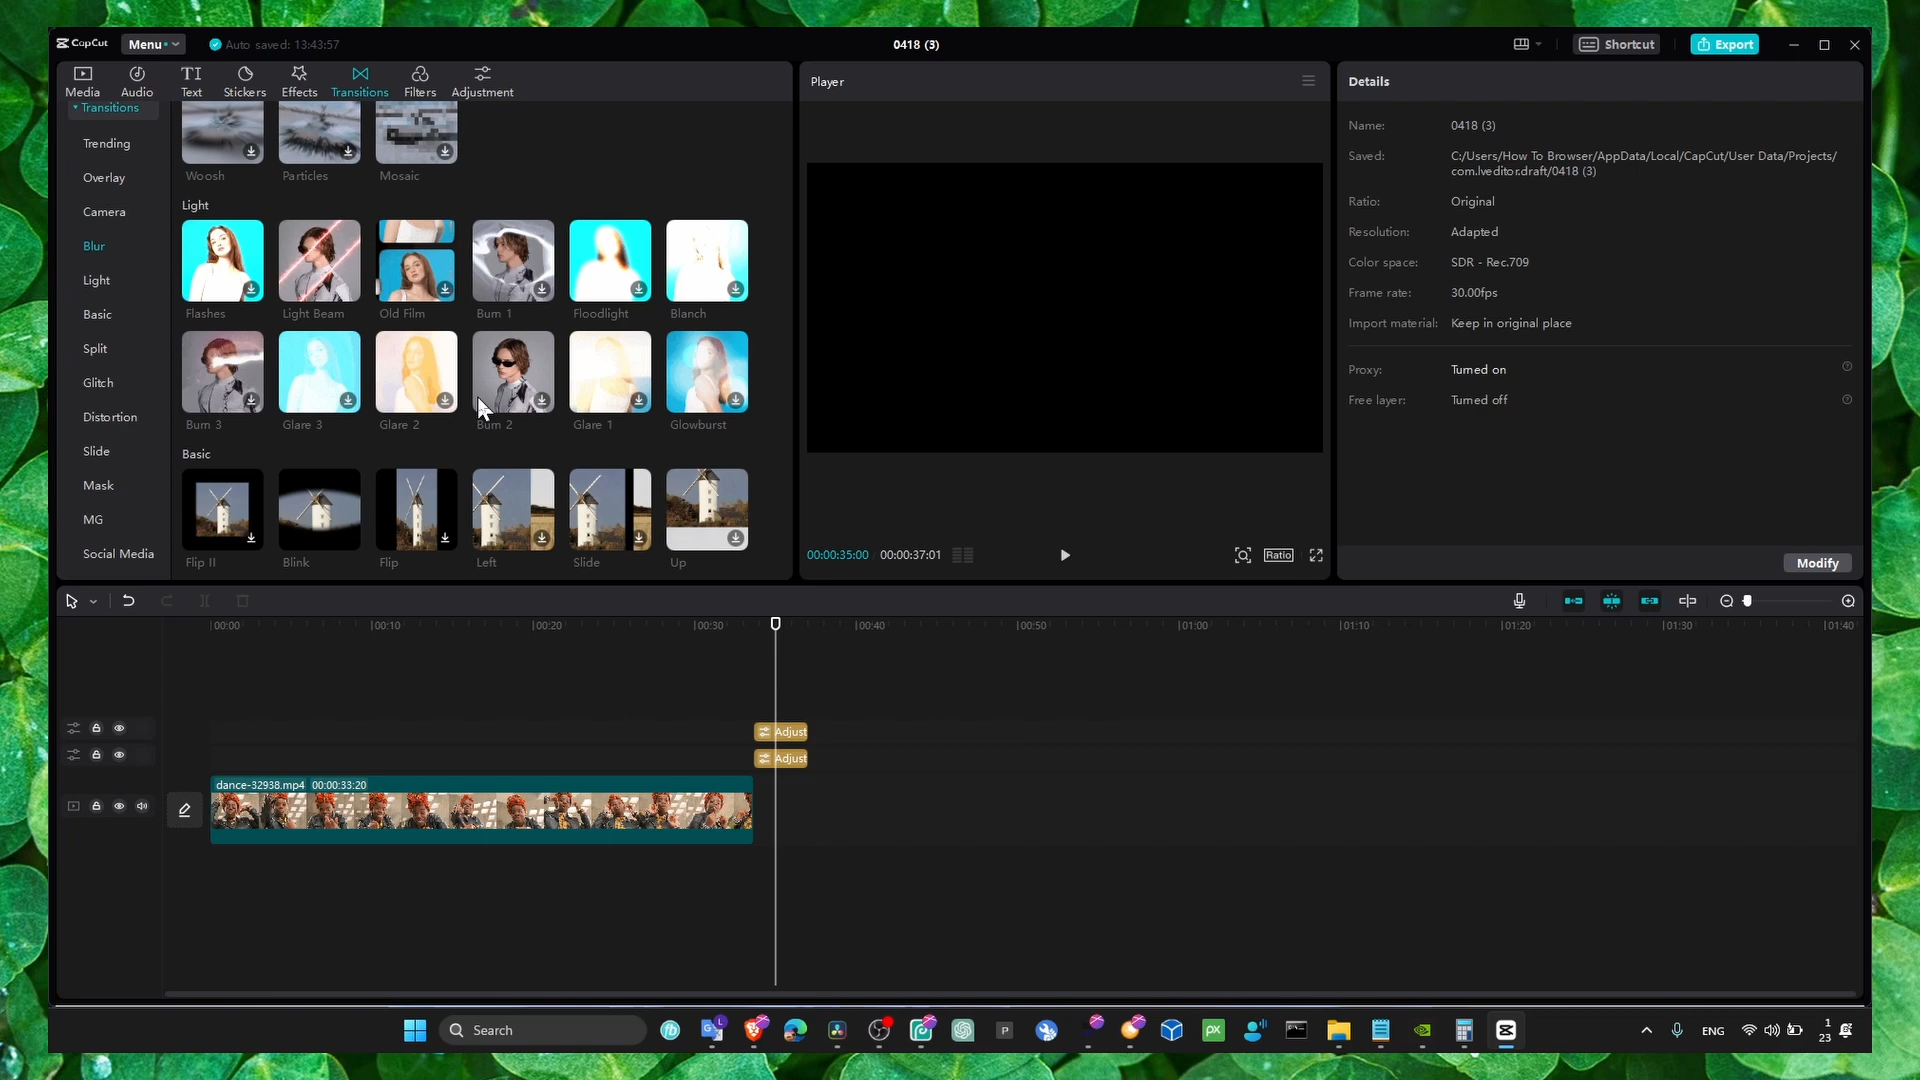 CapCut
Menu
Auto saved: 13:43:57
0418 (3)
Shortcut
Export
Media
Audio
TI
Text
Stickers
Effects
Transitions
Filters
Adjustment
Transitions
Trending
Overlay
Camera
Blur
Light
Basic
Split
Glitch
Distortion
Slide
Mask
MG
Social Media
Woosh
Particles
Mosaic
Light
Flashes
Light Beam
Old Film
Burn 1
Floodlight
Blanch
Burn 3
Glare 3
Glare 2
Burn 2
Glare 1
Glowburst
Basic
Flip II
Blink
Flip
Left
Slide
Up
Player
00:00:35:00
00:00:37:01
Ratio
Details
Name: 0418 (3)
Saved: C:/Users/How To Browser/AppData/Local/CapCut/User Data/Projects/
com.lveditor.draft/0418 (3)
Ratio: Original
Resolution: Adapted
Color space: SDR - Rec.709
Frame rate: 30.00fps
Import material: Keep in original place
Proxy: Turned on
Free layer: Turned off
Modify
00:00
00:10
00:20
00:30
00:40
00:50
01:00
01:10
01:20
01:30
01:40
Adjust
Adjust
dance-32938.mp4 00:00:33:20
Search
L
P
px
ENG
1
23